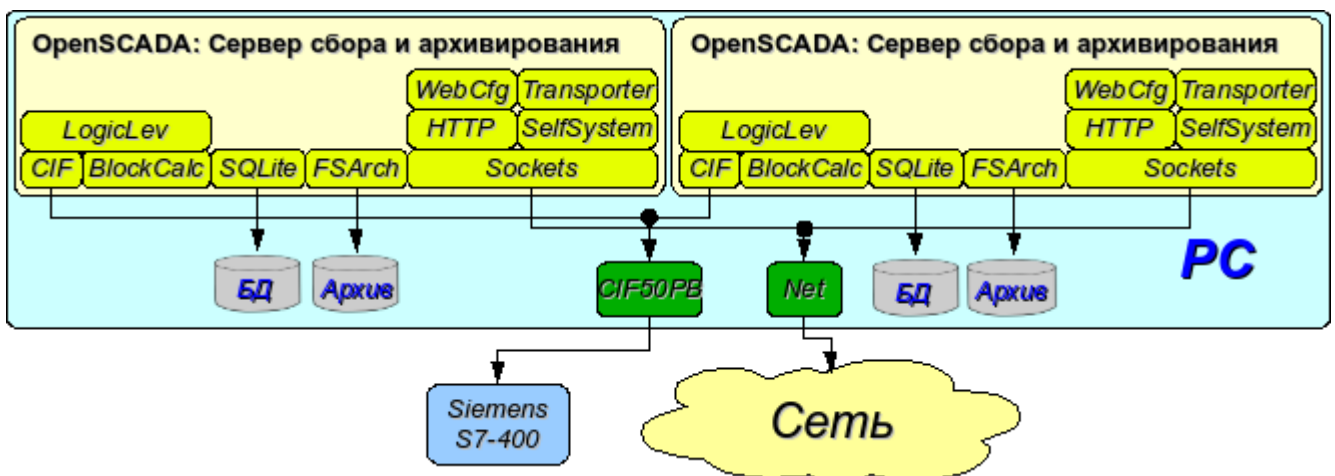 OpenSCADA: Сервер сбора и архивирования
WebCfg Transporter
LogicLev HTTP SelfSystem
CIF BlockCalc SQLite FSArch Sockets
OpenSCADA: Сервер сбора и архивирования
WebCfg Transporter
LogicLev HTTP SelfSystem
CIF BlockCalc SQLite FSArch Sockets
PC
БД Архив CIF50PB Net БД Архив
Siemens
S7-400
Сеть